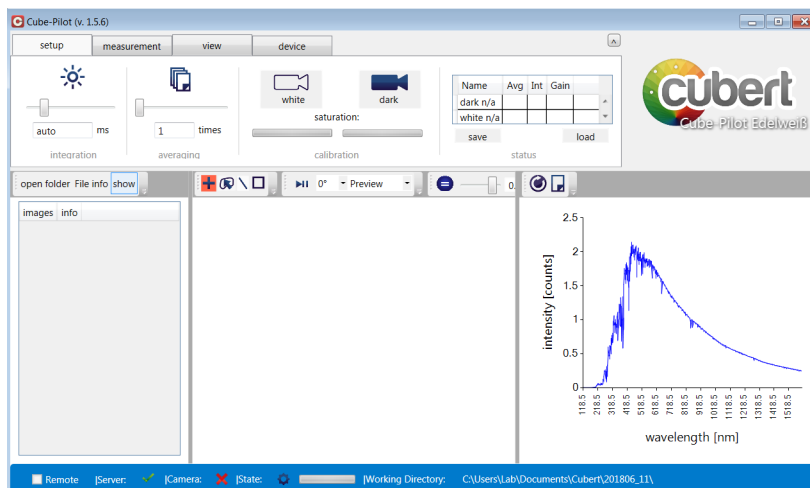 Cube-Pilot (v. 1.5.6)
setup measurement view device
auto ms
integration
1 times
averaging
white dark
saturation:
calibration
Name Avg Int Gain
dark n/a
white n/a
save load
status
cubert
Cube-Pilot Edelweiß
open folder File info show
0° Preview
0.
images info
2.5
2
1.5
1
0.5
0
intensity [counts]
118.5 218.5 318.5 418.5 518.5 618.5 718.5 818.5 918.5 1018.5 1118.5 1218.5 1318.5 1418.5 1518.5
wavelength [nm]
Remote |Server: |Camera: |State: |Working Directory: C:\Users\Lab\Documents\Cubert\201806_11\